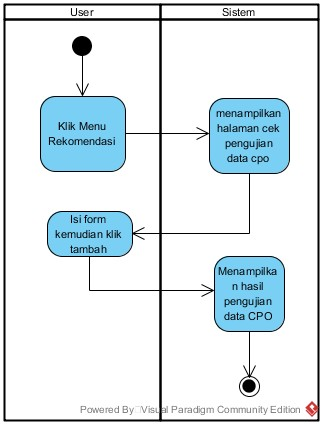 User
Sistem
Klik Menu
Rekomendasi
menampilkan
halaman cek
pengujian
data cpo
Isi form
kemudian klik
tambah
Menampilka
n hasil
pengujian
data CPO
Powered By Visual Paradigm Community Edition